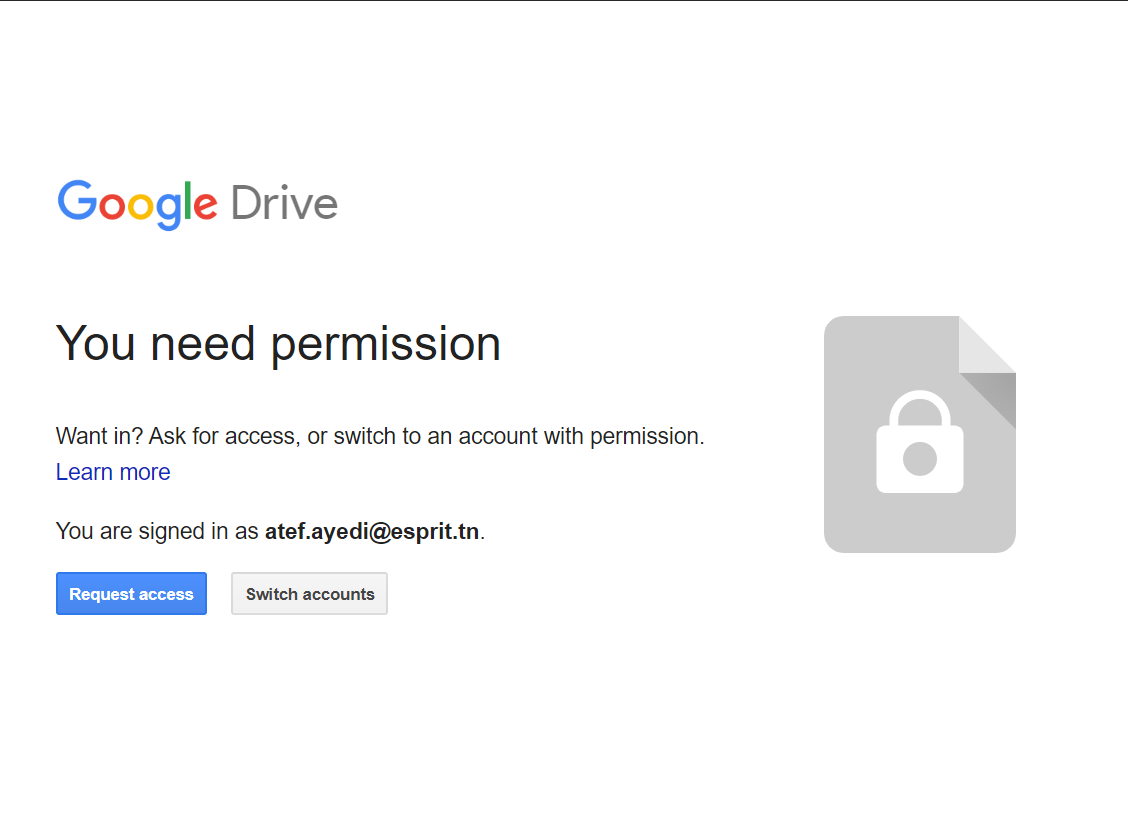 Google Drive
You need permission
Want in? Ask for access, or switch to an account with permission.
Learn more
You are signed in as atef.ayedi@esprit.tn.
Request access Switch accounts